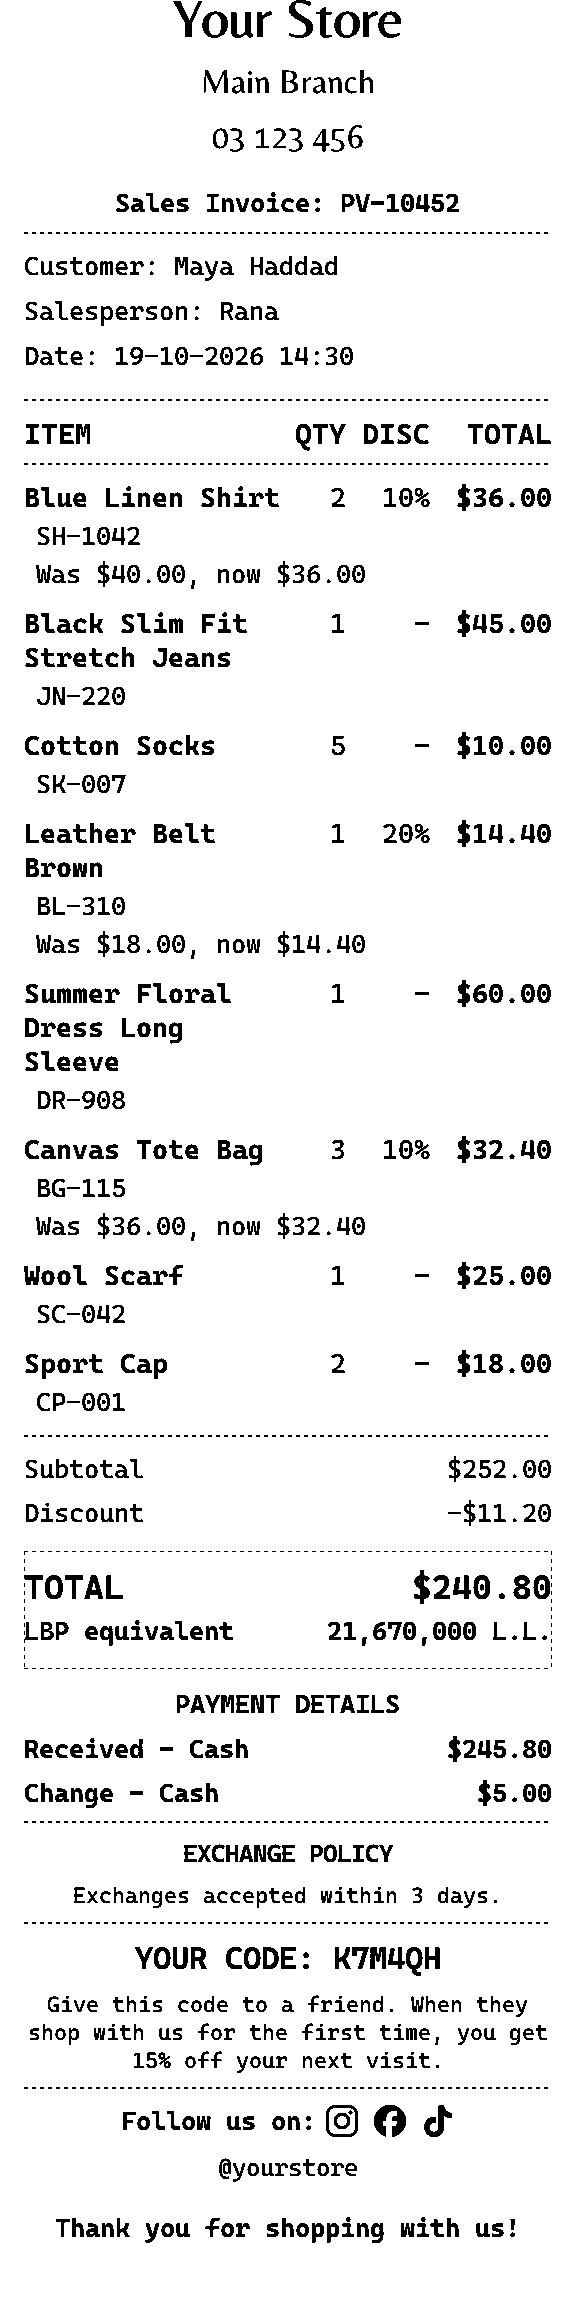 Your Store
Main Branch
03 123 456
Sales Invoice: PV-10452
Customer: Maya Haddad
Salesperson: Rana
Date: 19-10-2026 14:30
ITEM QTY DISC TOTAL
Blue Linen Shirt 2 10% $36.00
SH-1042
Was $40.00, now $36.00
Black Slim Fit 1 - $45.00
Stretch Jeans
JN-220
Cotton Socks 5 - $10.00
SK-007
Leather Belt 1 20% $14.40
Brown
BL-310
Was $18.00, now $14.40
Summer Floral 1 - $60.00
Dress Long
Sleeve
DR-908
Canvas Tote Bag 3 10% $32.40
BG-115
Was $36.00, now $32.40
Wool Scarf 1 - $25.00
SC-042
Sport Cap 2 - $18.00
CP-001
Subtotal $252.00
Discount -$11.20
TOTAL $240.80
LBP equivalent 21,670,000 L.L.
PAYMENT DETAILS
Received - Cash $245.80
Change - Cash $5.00
EXCHANGE POLICY
Exchanges accepted within 3 days.
YOUR CODE: K7M4QH
Give this code to a friend. When they
shop with us for the first time, you get
15% off your next visit.
Follow us on:
@yourstore
Thank you for shopping with us!